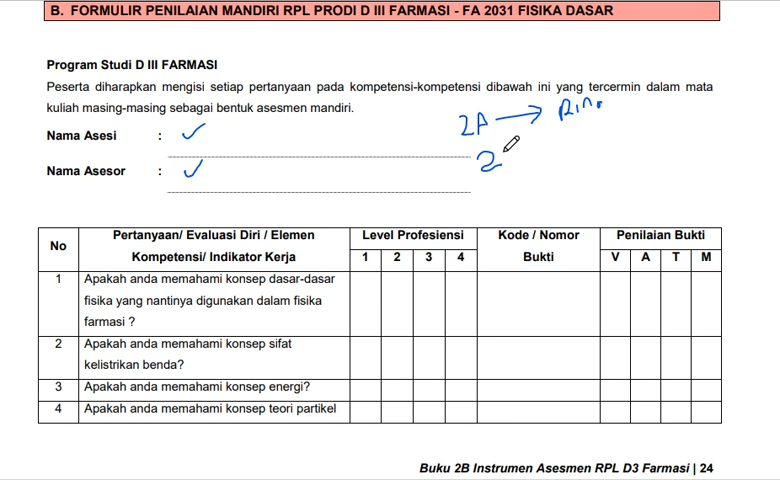 B. FORMULIR PENILAIAN MANDIRI RPL PRODI D III FARMASI - FA 2031 FISIKA DASAR
Program Studi D III FARMASI
Peserta diharapkan mengisi setiap pertanyaan pada kompetensi-kompetensi dibawah ini yang tercermin dalam mata
kuliah masing-masing sebagai bentuk asesmen mandiri.
2A
Nama Asesi :
2
Nama Asesor :
No Pertanyaan/ Evaluasi Diri / Elemen Kompetensi/ Indikator Kerja Level Profesiensi Kode / Nomor Bukti Penilaian Bukti
1 2 3 4 V A T M
1 Apakah anda memahami konsep dasar-dasar
fisika yang nantinya digunakan dalam fisika
farmasi ?
2 Apakah anda memahami konsep sifat
kelistrikan benda?
3 Apakah anda memahami konsep energi?
4 Apakah anda memahami konsep teori partikel
Buku 2B Instrumen Asesmen RPL D3 Farmasi | 24